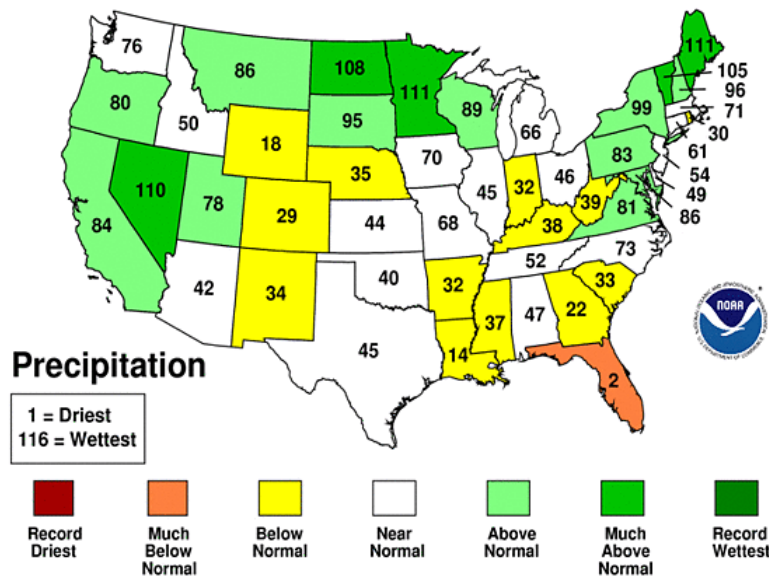 76
86
108
111
111
105
96
71
30
61
54
49
86
80
50
18
95
89
66
99
83
110
78
29
35
70
45
32
46
39
81
84
44
68
38
73
42
34
40
32
52
33
45
14
37
47
22
2
NOAA
Precipitation
1 = Driest
116 = Wettest
Record
Driest
Much
Below
Normal
Below
Normal
Near
Normal
Above
Normal
Much
Above
Normal
Record
Wettest